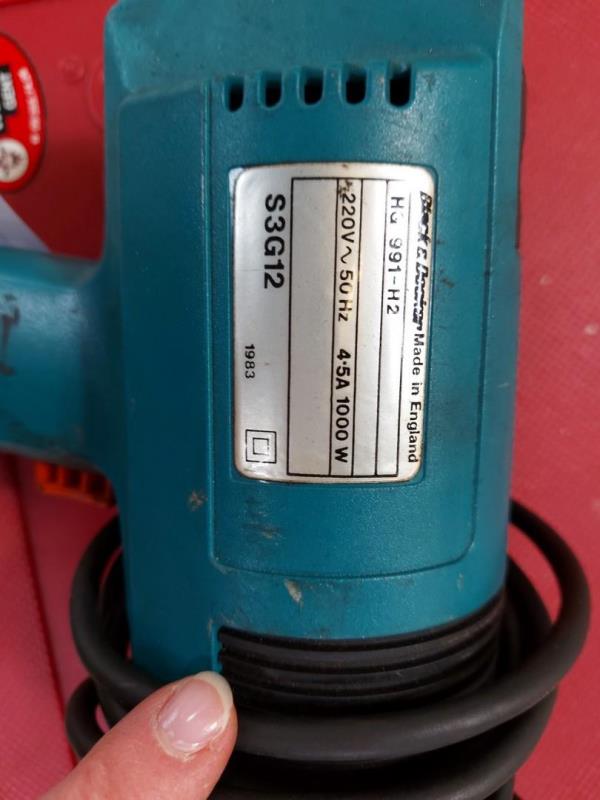 Black & Decker Made in England
HG 991-H2
220V~ 50 Hz 4·5A 1000 W
S3G12
1983